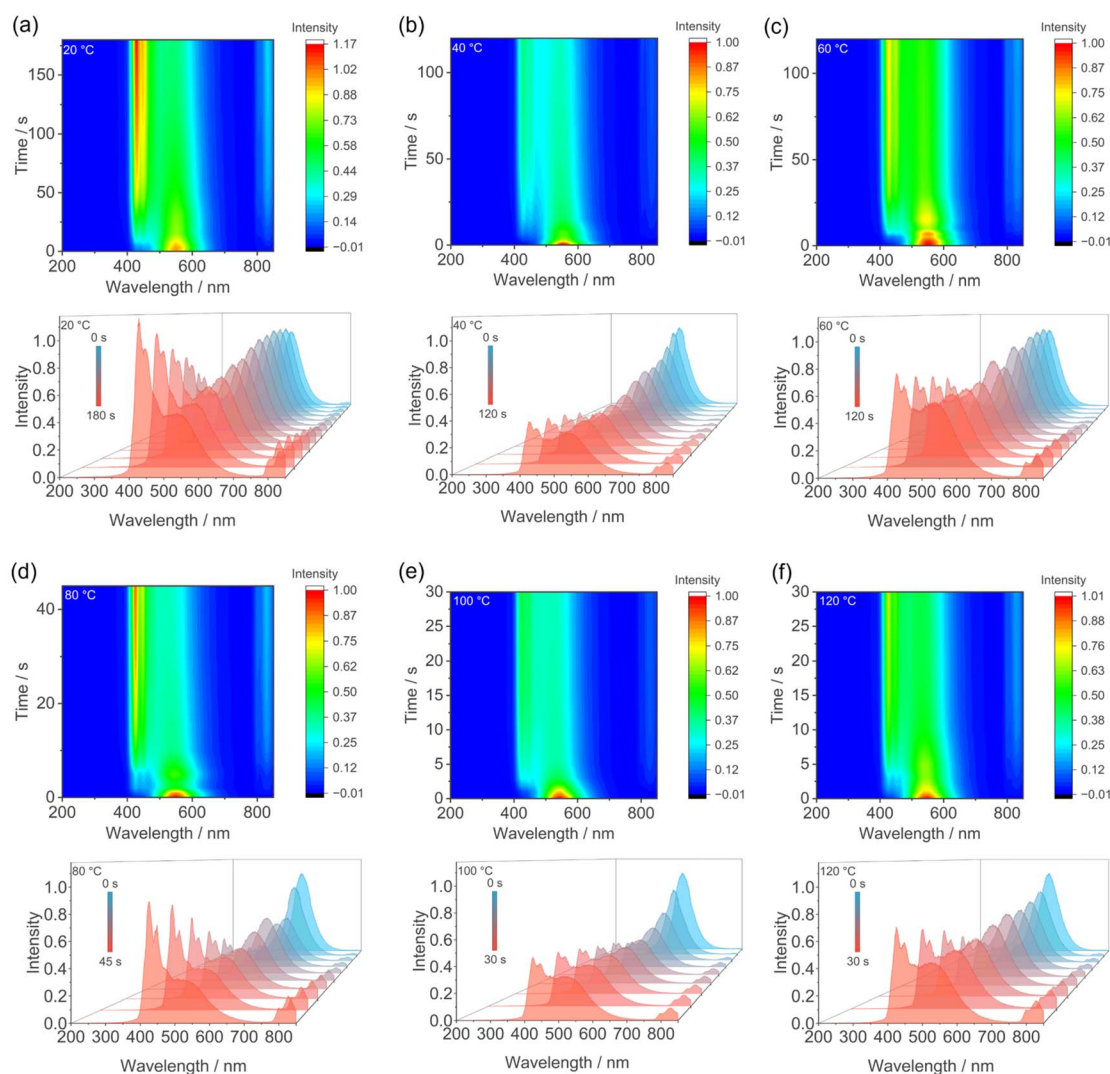 (a)
Intensity
20 °C
1.17
1.02
0.88
0.73
0.58
0.43
0.29
0.14
−0.01
150
100
50
0
Time / s
200 400 600 800
Wavelength / nm
20 °C
0 s
180 s
1.0
0.8
0.6
0.4
0.2
0.0
Intensity
200 300 400 500 600 700 800
Wavelength / nm
(b)
Intensity
40 °C
1.00
0.87
0.75
0.62
0.50
0.37
0.25
0.12
−0.01
100
50
0
Time / s
200 400 600 800
Wavelength / nm
40 °C
0 s
120 s
1.0
0.8
0.6
0.4
0.2
0.0
Intensity
200 300 400 500 600 700 800
Wavelength / nm
(c)
Intensity
60 °C
1.00
0.87
0.75
0.62
0.50
0.37
0.25
0.12
−0.01
100
50
0
Time / s
200 400 600 800
Wavelength / nm
60 °C
0 s
120 s
1.0
0.8
0.6
0.4
0.2
0.0
Intensity
200 300 400 500 600 700 800
Wavelength / nm
(d)
Intensity
80 °C
1.00
0.87
0.75
0.62
0.50
0.37
0.25
0.12
−0.01
40
20
0
Time / s
200 400 600 800
Wavelength / nm
80 °C
0 s
45 s
1.0
0.8
0.6
0.4
0.2
0.0
Intensity
200 300 400 500 600 700 800
Wavelength / nm
(e)
Intensity
100 °C
1.00
0.87
0.75
0.62
0.50
0.37
0.25
0.12
−0.01
30
25
20
15
10
5
0
Time / s
200 400 600 800
Wavelength / nm
100 °C
0 s
30 s
1.0
0.8
0.6
0.4
0.2
0.0
Intensity
200 300 400 500 600 700 800
Wavelength / nm
(f)
Intensity
120 °C
1.01
0.88
0.76
0.63
0.50
0.37
0.25
0.12
−0.01
30
25
20
15
10
5
0
Time / s
200 400 600 800
Wavelength / nm
120 °C
0 s
30 s
1.0
0.8
0.6
0.4
0.2
0.0
Intensity
200 300 400 500 600 700 800
Wavelength / nm